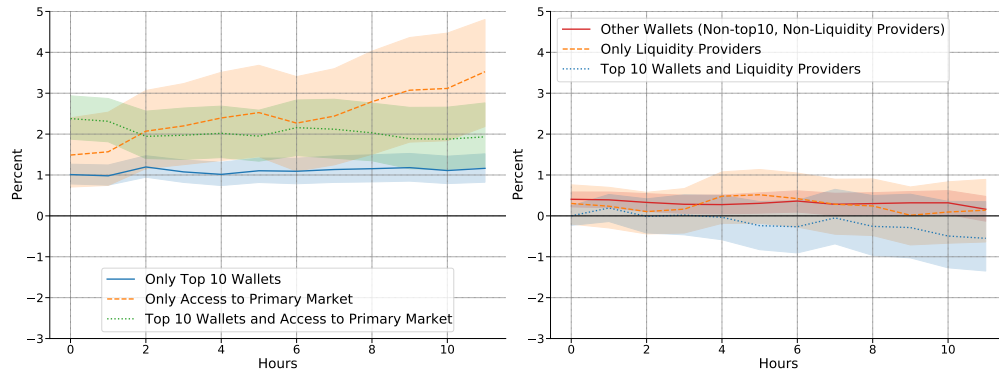 5
4
3
2
1
0
−1
−2
−3
Percent
Only Top 10 Wallets
Only Access to Primary Market
Top 10 Wallets and Access to Primary Market
0 2 4 6 8 10
Hours
5
4
3
2
1
0
−1
−2
−3
Percent
Other Wallets (Non-top10, Non-Liquidity Providers)
Only Liquidity Providers
Top 10 Wallets and Liquidity Providers
0 2 4 6 8 10
Hours